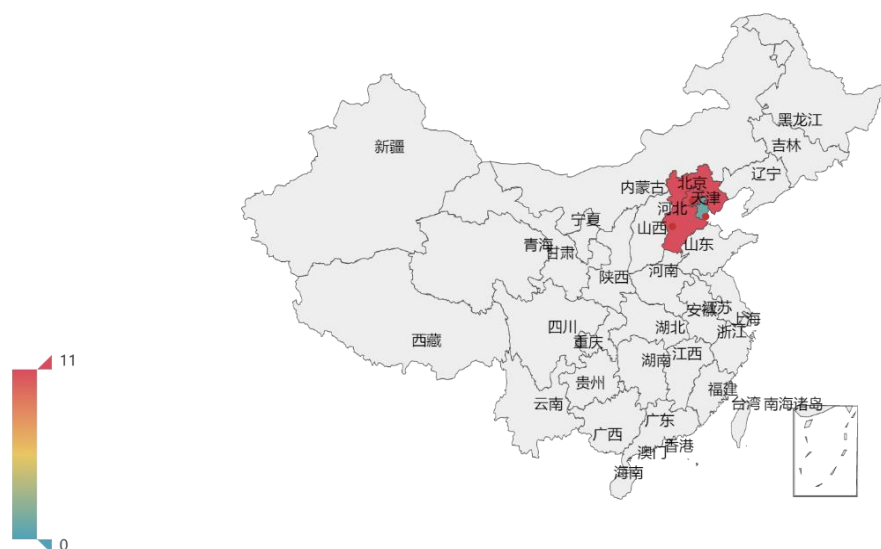 黑龙江
吉林
新疆
辽宁
北京
内蒙古
天津
河北
宁夏
山西
青海
甘肃
山东
河南
陕西
安徽
江苏
上海
四川
湖北
浙江
西藏
重庆
湖南
江西
贵州
福建
云南
台湾
南海诸岛
广东
广西
香港
澳门
海南
11
0